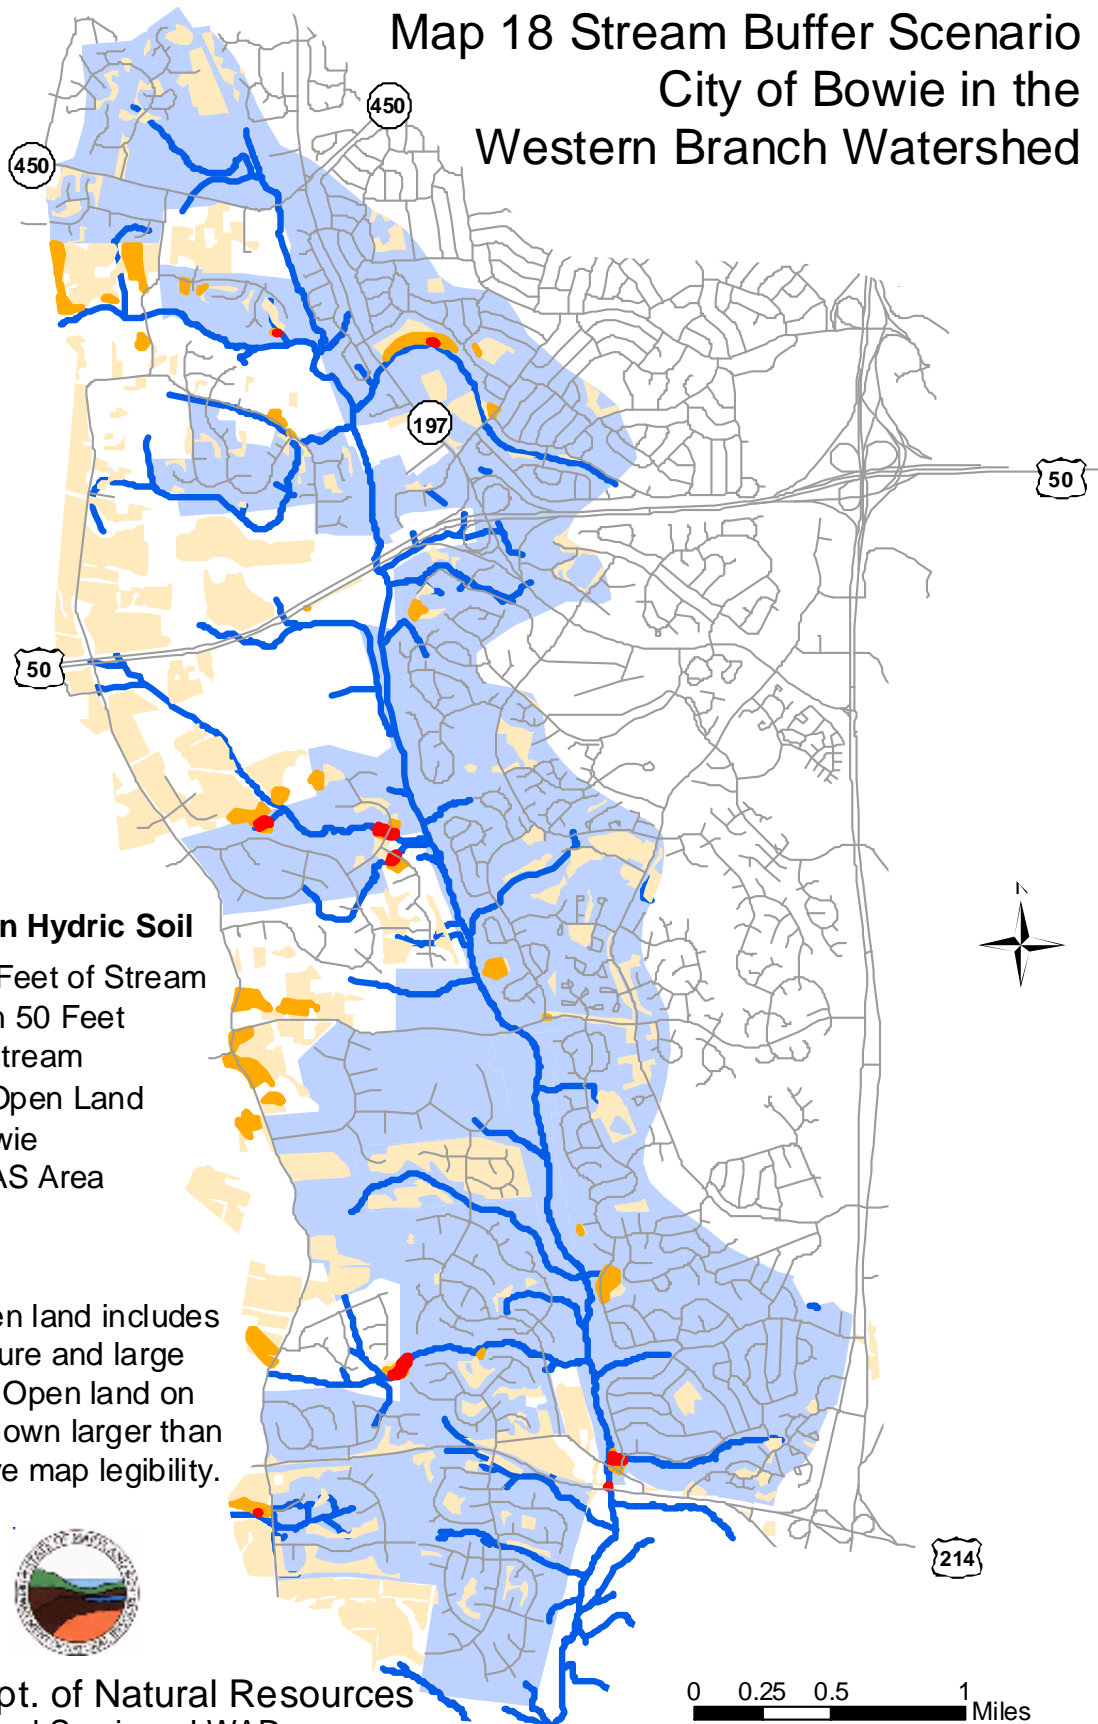 Map 18 Stream Buffer Scenario
City of Bowie in the
Western Branch Watershed
450
450
197
50
50
n Hydric Soil
Feet of Stream
n 50 Feet
tream
Open Land
wie
AS Area
en land includes
ure and large
Open land on
own larger than
ve map legibility.
214
pt. of Natural Resources
0 0.25 0.5 1
Miles